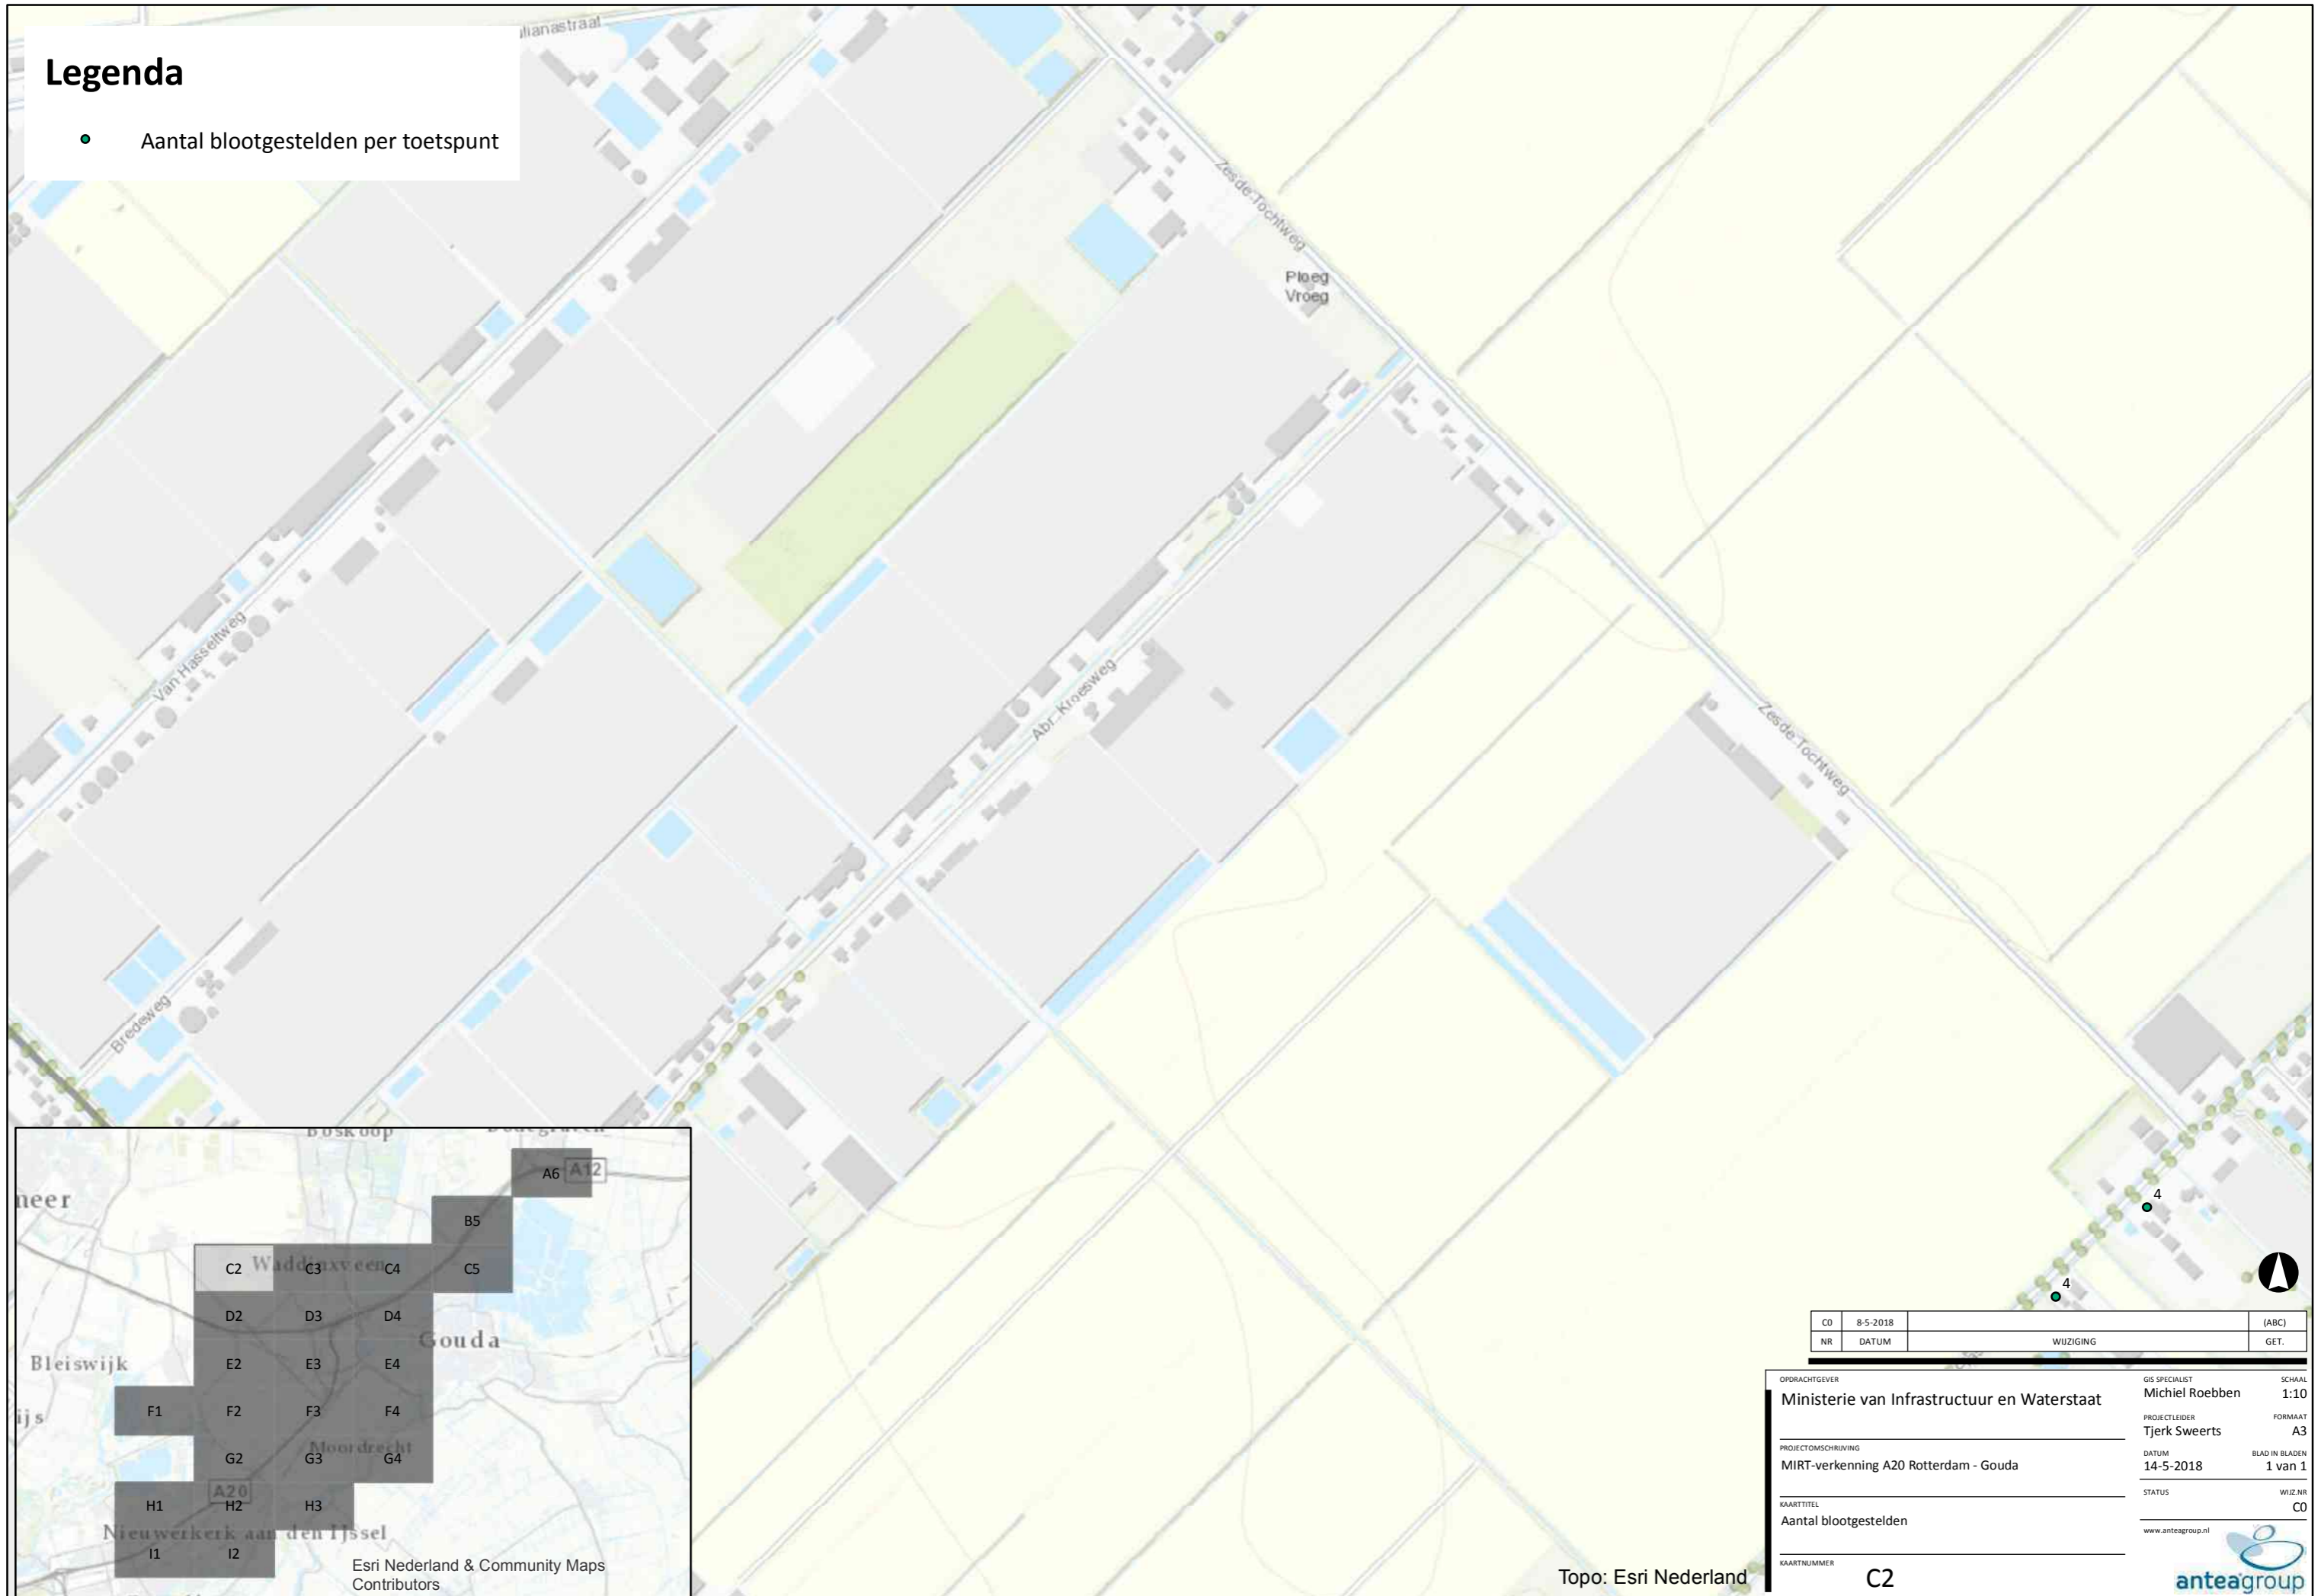 Legenda
Aantal blootgestelden per toetspunt
Zesde Tochtweg
Ploeg
Vroeg
Van Hasseltweg
Abr. Kroesweg
Zesde Tochtweg
Bredeweg
4
4
Boskoop
A6 A12
B5
C2 Waddinxveen C3 C4 C5
D2 D3 D4
Gouda
Bleiswijk
E2 E3 E4
F1 F2 F3 F4
Moordrecht
G2 G3 G4
A20
H1 H2 H3
Nieuwerkerk aan den IJssel
I1 I2
Esri Nederland & Community Maps
Contributors
Topo: Esri Nederland
C0 8-5-2018 (ABC)
NR DATUM WIJZIGING GET.
OPDRACHTGEVER
Ministerie van Infrastructuur en Waterstaat
PROJECTOMSCHRIJVING
MIRT-verkenning A20 Rotterdam - Gouda
KAARTTITEL
Aantal blootgestelden
KAARTNUMMER
C2
GIS SPECIALIST SCHAAL
Michiel Roebben 1:10
PROJECTLEIDER FORMAAT
Tjerk Sweerts A3
DATUM BLAD IN BLADEN
14-5-2018 1 van 1
STATUS WIJZ.NR
C0
www.anteagroup.nl
anteagroup